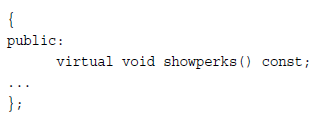 {
public:
      virtual void showperks() const;
...
};